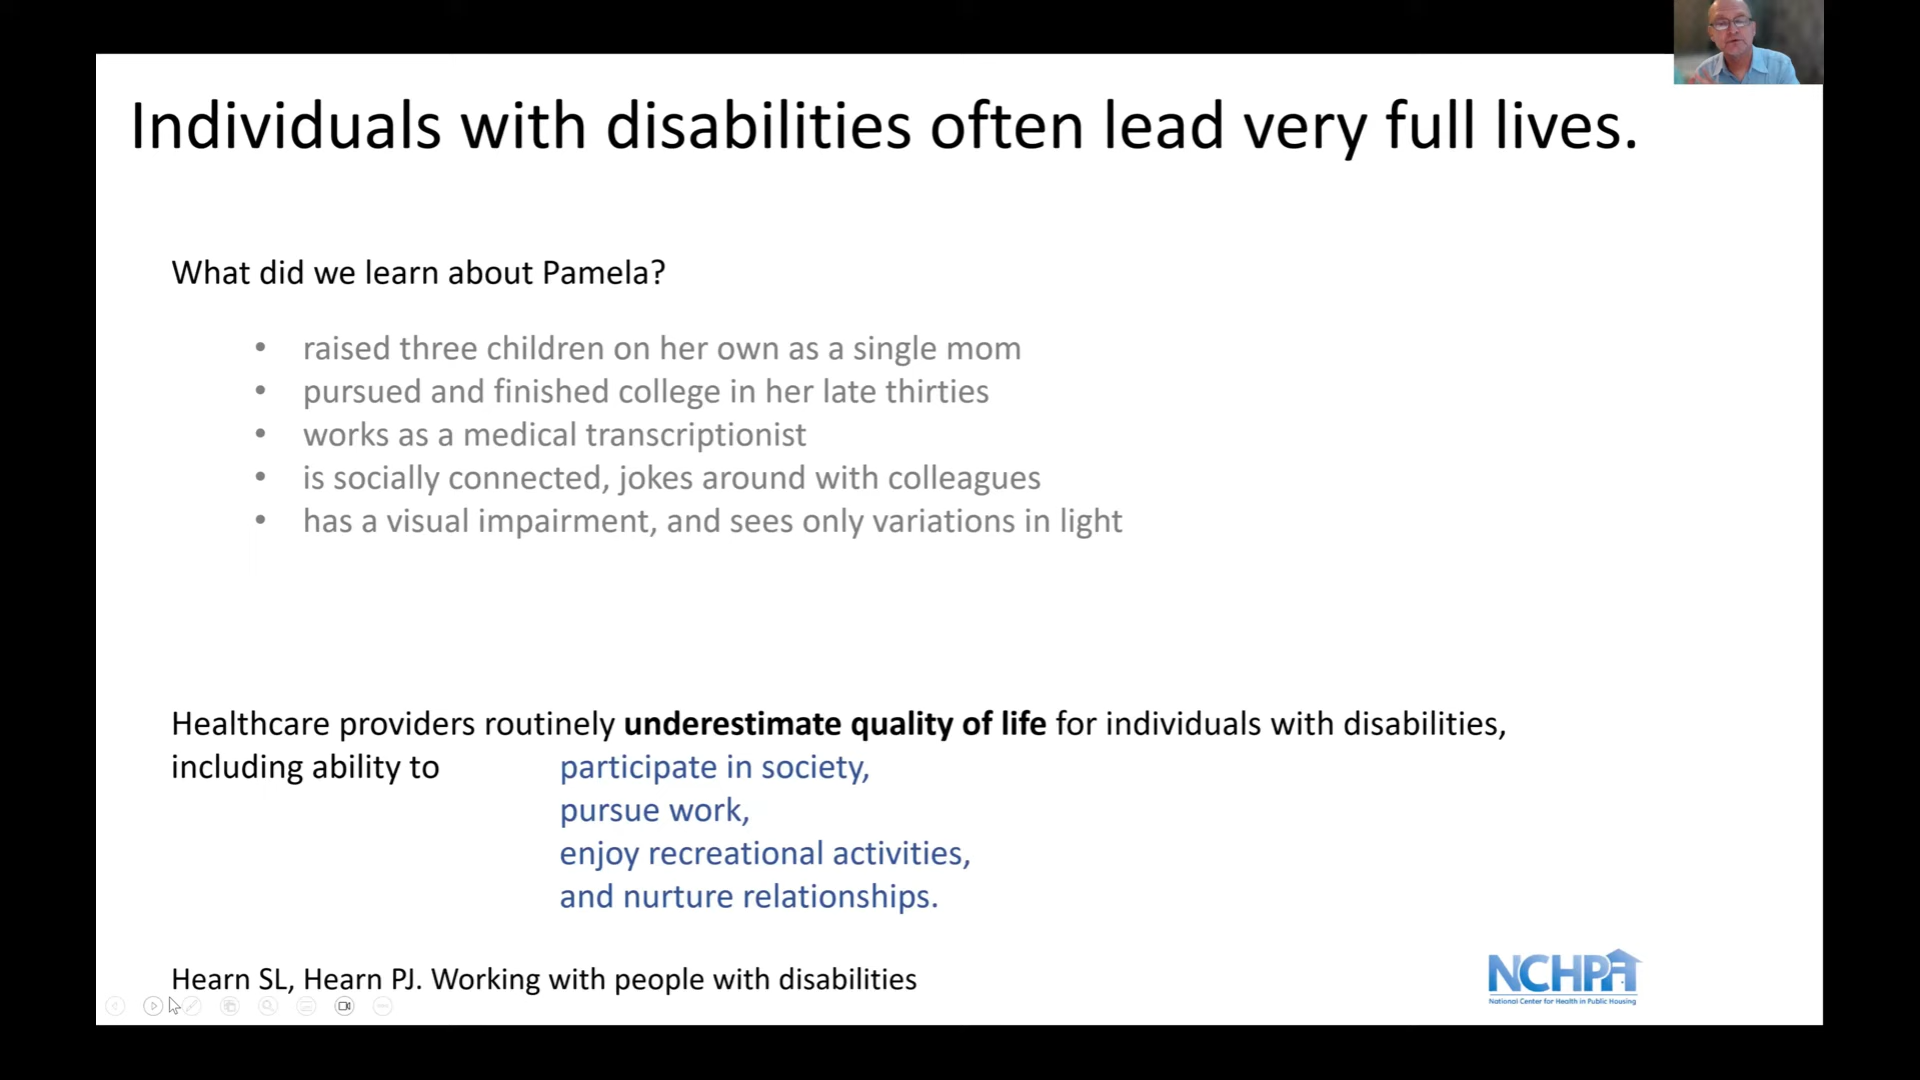 Individuals with disabilities often lead very full lives.
What did we learn about Pamela?
• raised three children on her own as a single mom
• pursued and finished college in her late thirties
• works as a medical transcriptionist
• is socially connected, jokes around with colleagues
• has a visual impairment, and sees only variations in light
Healthcare providers routinely underestimate quality of life for individuals with disabilities,
including ability to participate in society,
pursue work,
enjoy recreational activities,
and nurture relationships.
Hearn SL, Hearn PJ. Working with people with disabilities
NCHPH
National Center for Health in Public Housing